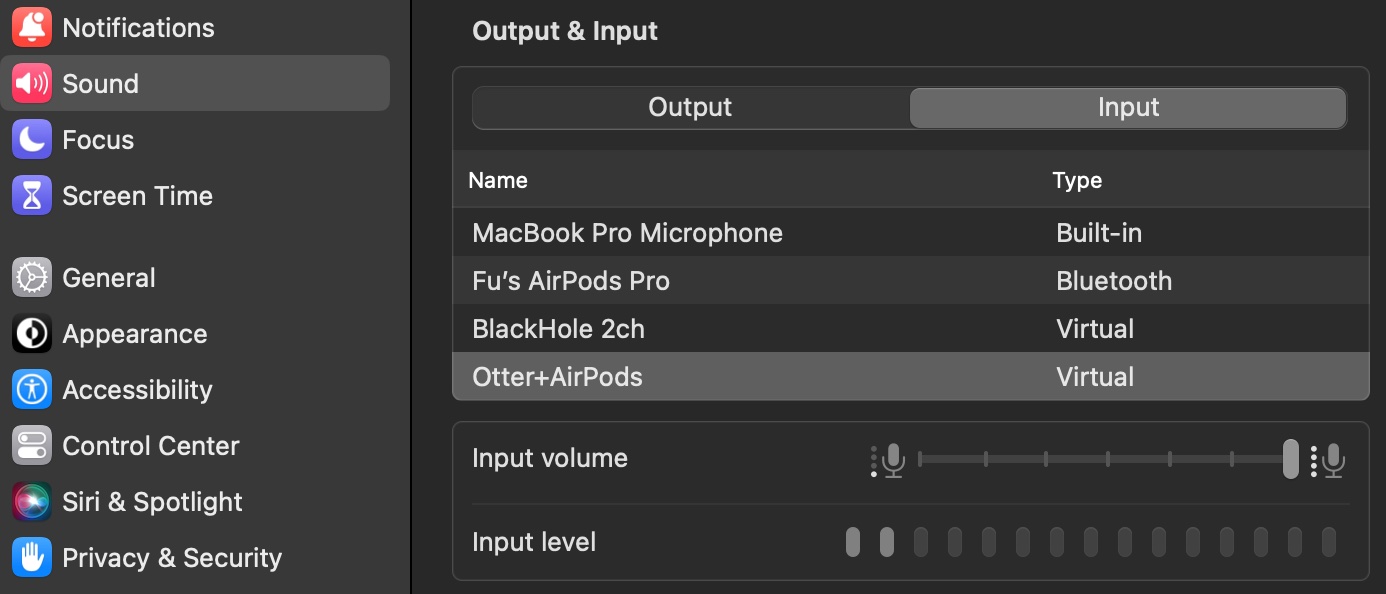 Notifications
Sound
Focus
Screen Time
General
Appearance
Accessibility
Control Center
Siri & Spotlight
Privacy & Security
Output & Input
Output Input
Name Type
MacBook Pro Microphone Built-in
Fu’s AirPods Pro Bluetooth
BlackHole 2ch Virtual
Otter+AirPods Virtual
Input volume
Input level